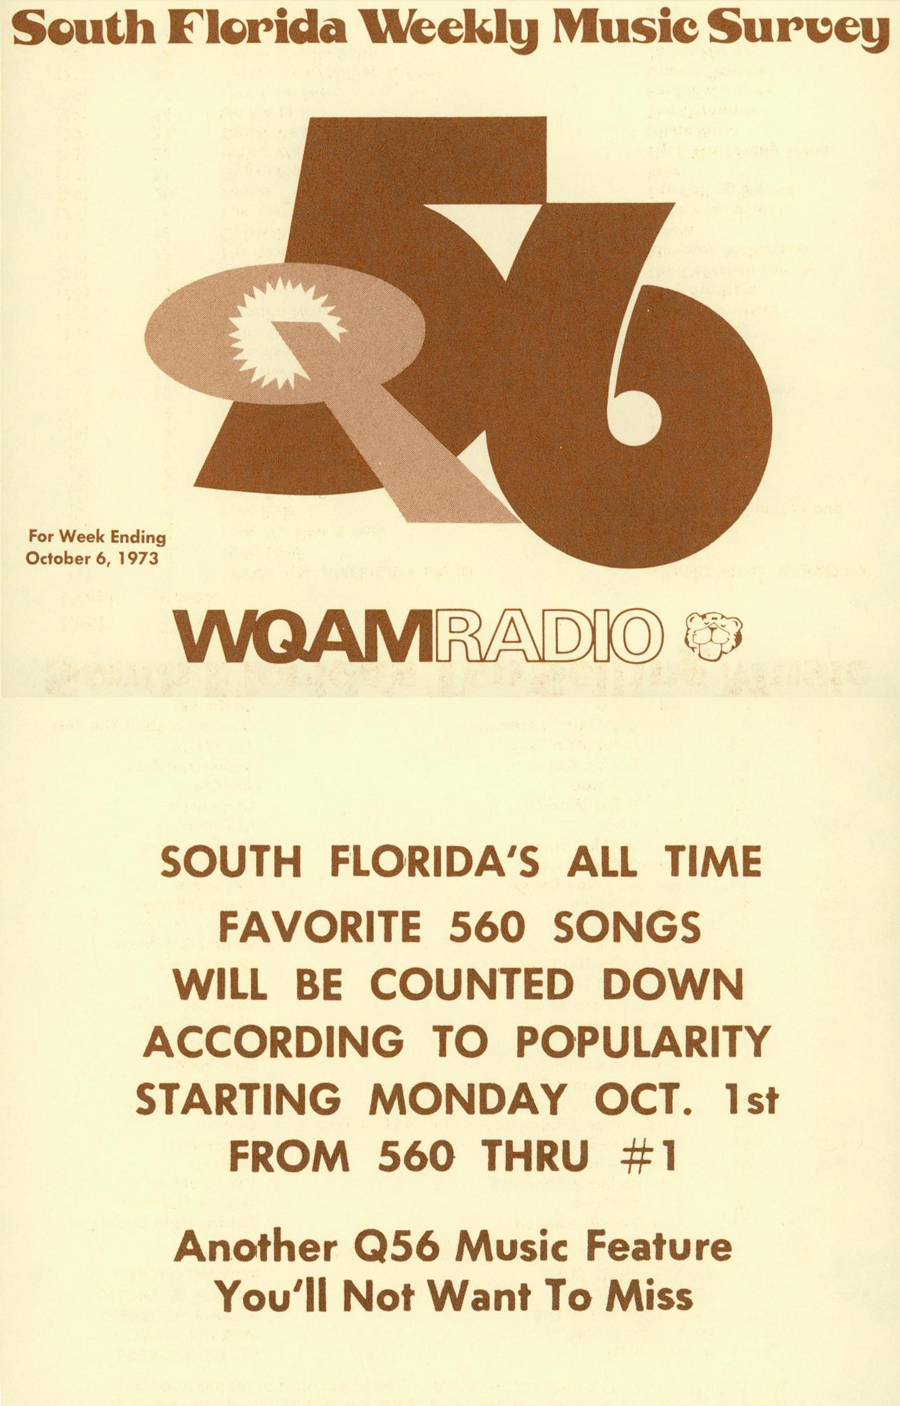 South Florida Weekly Music Survey
Q56
For Week Ending
October 6, 1973
WQAMRADIO
SOUTH FLORIDA'S ALL TIME
FAVORITE 560 SONGS
WILL BE COUNTED DOWN
ACCORDING TO POPULARITY
STARTING MONDAY OCT. 1st
FROM 560 THRU #1
Another Q56 Music Feature
You'll Not Want To Miss